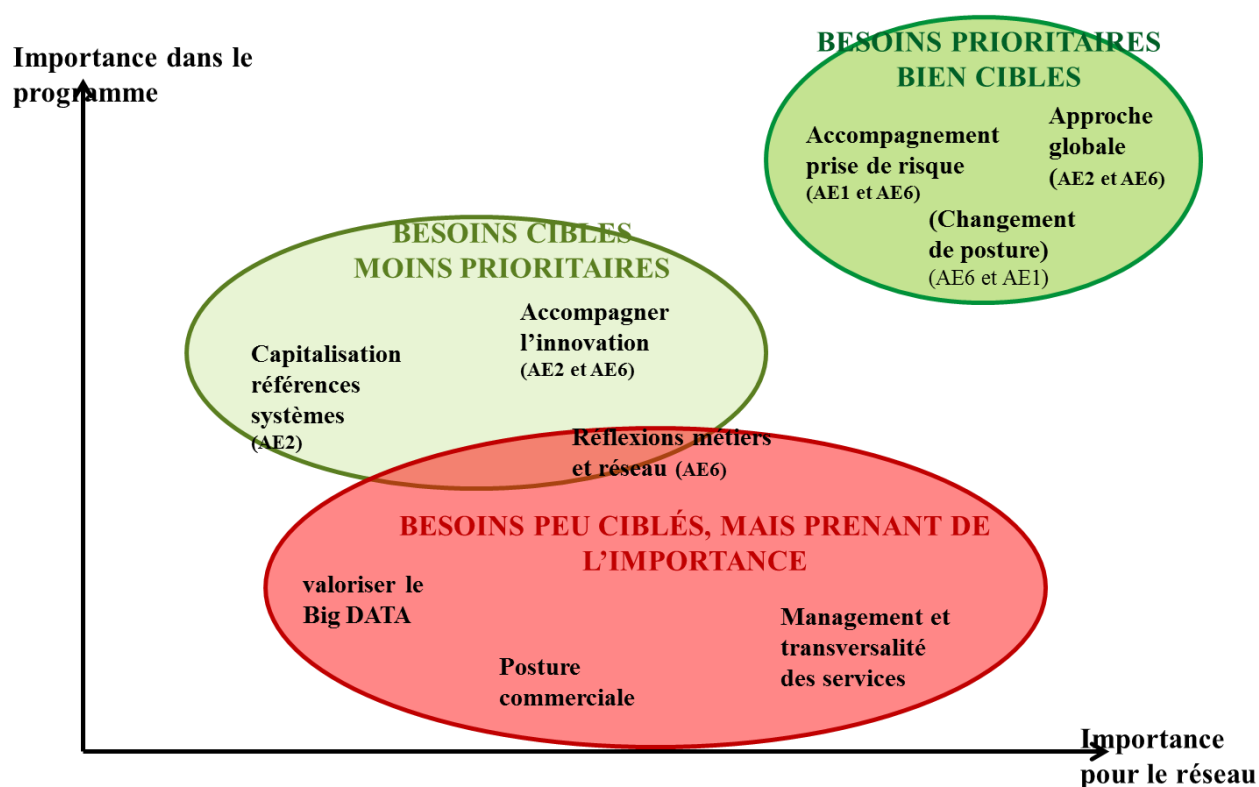 Importance dans le
programme
BESOINS PRIORITAIRES
BIEN CIBLES
Accompagnement
prise de risque
(AE1 et AE6)
Approche
globale
(AE2 et AE6)
(Changement
de posture)
(AE6 et AE1)
BESOINS CIBLES
MOINS PRIORITAIRES
Capitalisation
références
systèmes
(AE2)
Accompagner
l’innovation
(AE2 et AE6)
Réflexions métiers
et réseau (AE6)
BESOINS PEU CIBLÉS, MAIS PRENANT DE
L’IMPORTANCE
valoriser le
Big DATA
Posture
commerciale
Management et
transversalité
des services
Importance
pour le réseau